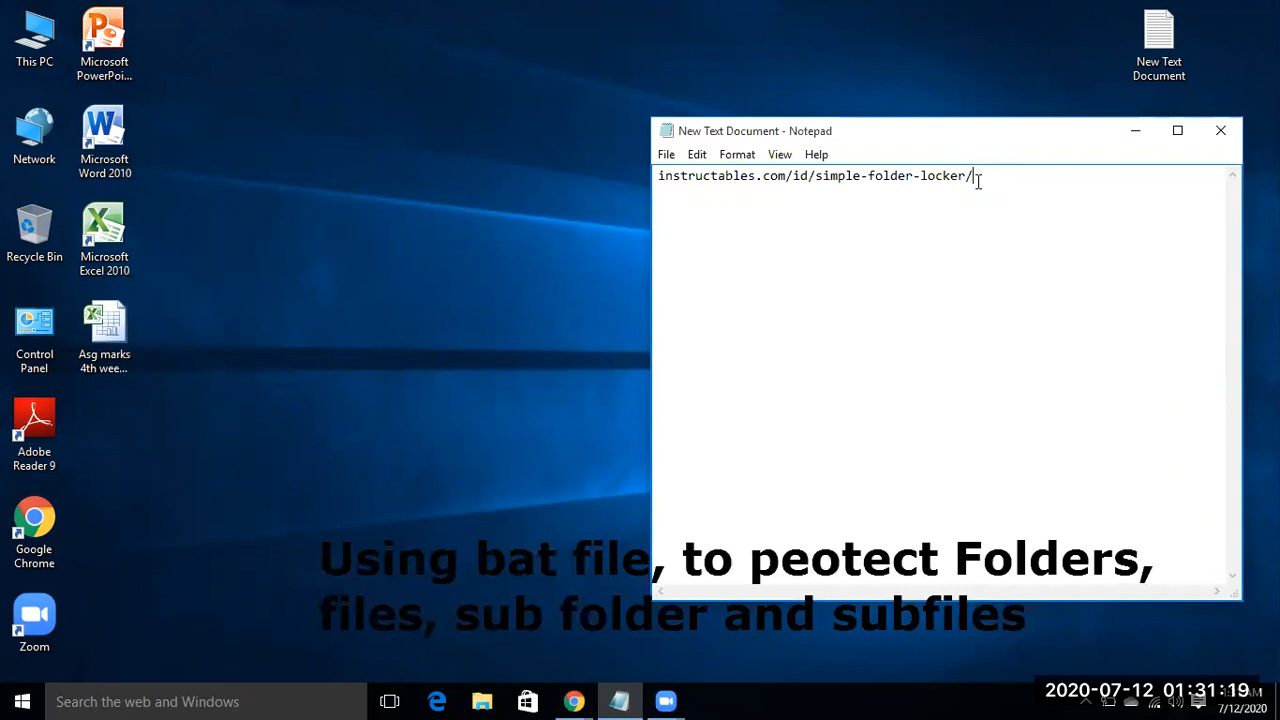 This PC
Microsoft
PowerPoi...
Network
Microsoft
Word 2010
Recycle Bin
Microsoft
Excel 2010
Control
Panel
Asg marks
4th wee...
Adobe
Reader 9
Google
Chrome
Zoom
New Text
Document
New Text Document - Notepad
File Edit Format View Help
instructables.com/id/simple-folder-locker/
Using bat file, to peotect Folders,
files, sub folder and subfiles
Search the web and Windows
2020-07-12 01:31:19
7/12/2020